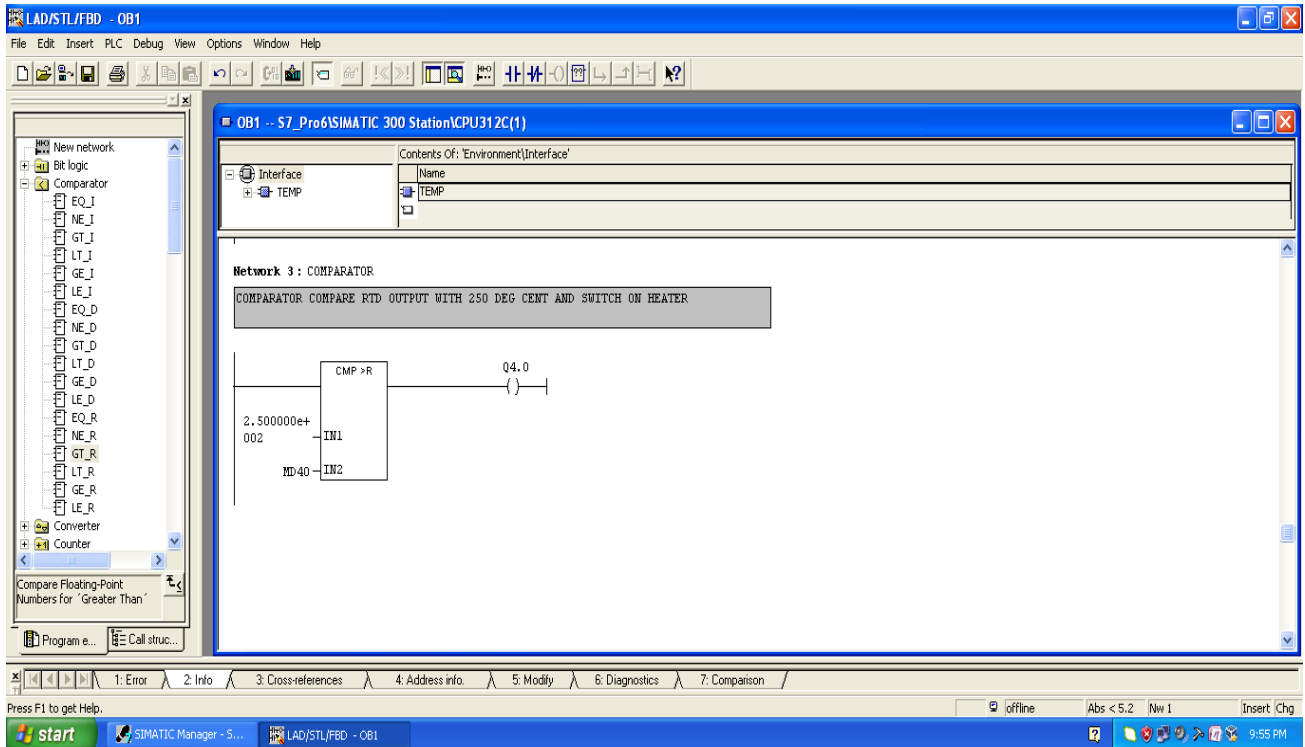 LAD/STL/FBD - OB1
File Edit Insert PLC Debug View Options Window Help
OB1 -- S7_Pro6\SIMATIC 300 Station\CPU312C(1)
New network
Bit logic
Comparator
EQ_I
NE_I
GT_I
LT_I
GE_I
LE_I
EQ_D
NE_D
GT_D
LT_D
GE_D
LE_D
EQ_R
NE_R
GT_R
LT_R
GE_R
LE_R
Converter
Counter
Compare Floating-Point
Numbers for ´Greater Than´
Program e... Call struc...
Contents Of: 'Environment\Interface'
Interface
TEMP
Name
TEMP
Network 3 : COMPARATOR
COMPARATOR COMPARE RTD OUTPUT WITH 250 DEG CENT AND SWITCH ON HEATER
CMP >R
Q4.0
( )
2.500000e+
002
IN1
MD40
IN2
1: Error 2: Info 3: Cross-references 4: Address info. 5: Modify 6: Diagnostics 7: Comparison
Press F1 to get Help.
offline Abs < 5.2 Nw 1 Insert Chg
start SIMATIC Manager - S... LAD/STL/FBD - OB1 9:55 PM